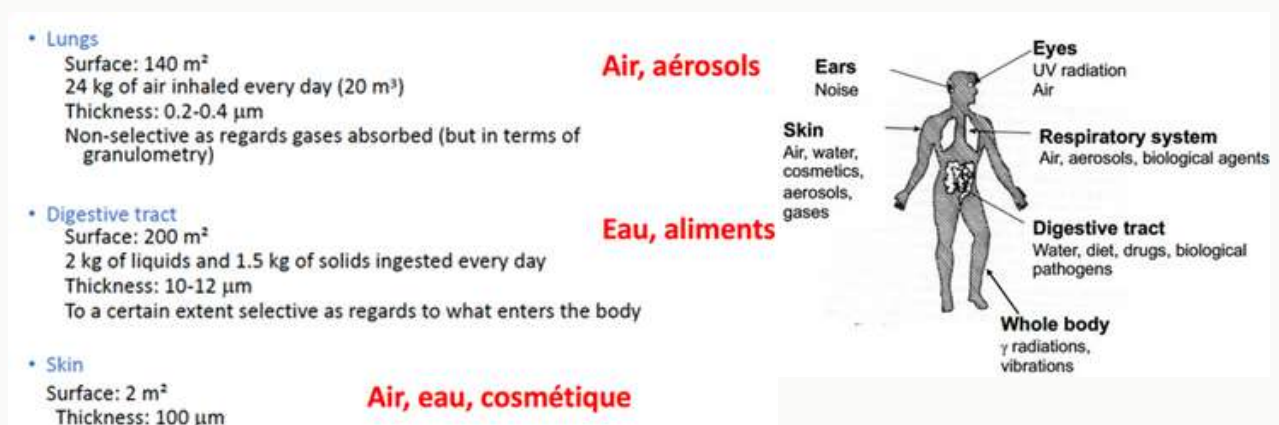 • Lungs
Surface: 140 m²
24 kg of air inhaled every day (20 m³)
Thickness: 0.2-0.4 µm
Non-selective as regards gases absorbed (but in terms of
granulometry)
Air, aérosols
• Digestive tract
Surface: 200 m²
2 kg of liquids and 1.5 kg of solids ingested every day
Thickness: 10-12 µm
To a certain extent selective as regards to what enters the body
Eau, aliments
• Skin
Surface: 2 m²
Thickness: 100 µm
Air, eau, cosmétique
Ears
Noise
Skin
Air, water,
cosmetics,
aerosols,
gases
Eyes
UV radiation
Air
Respiratory system
Air, aerosols, biological agents
Digestive tract
Water, diet, drugs, biological
pathogens
Whole body
γ radiations,
vibrations